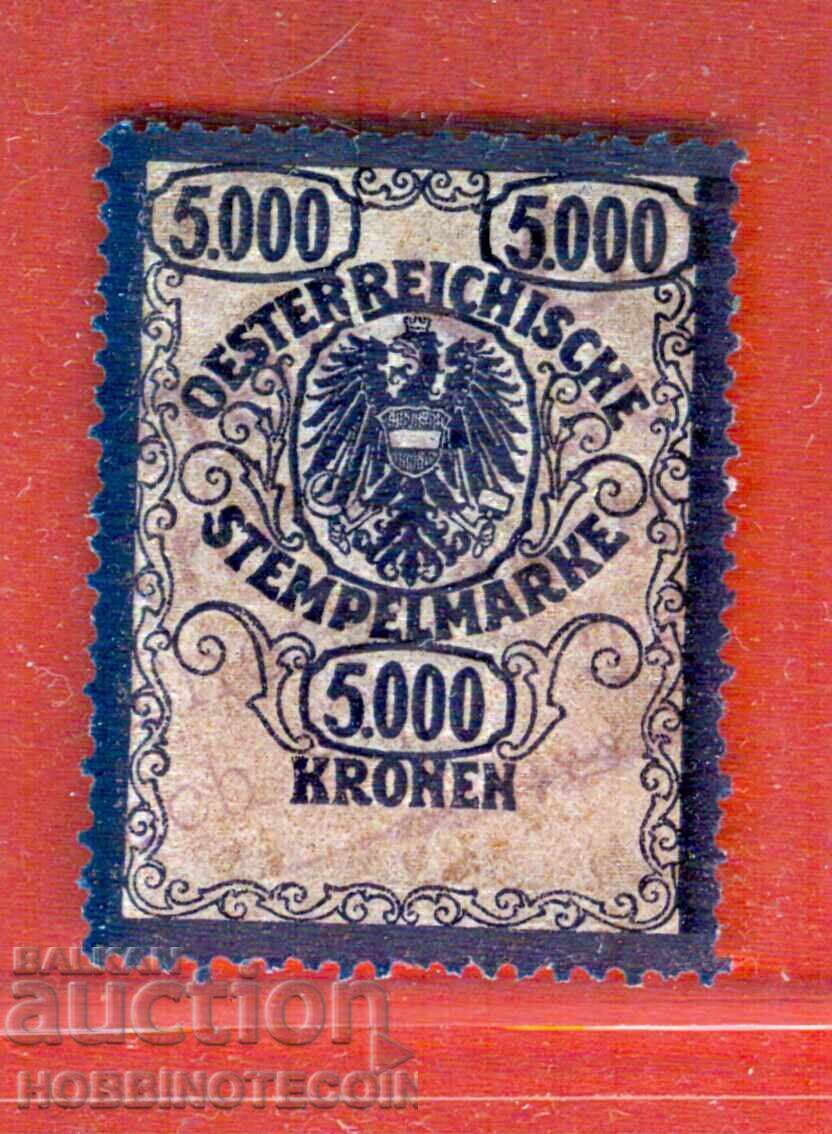 5.000 5.000
OESTERREICHISCHE
STEMPELMARKE
5.000
KRONEN
BALKAN
auction
HOBBINOTECOIN